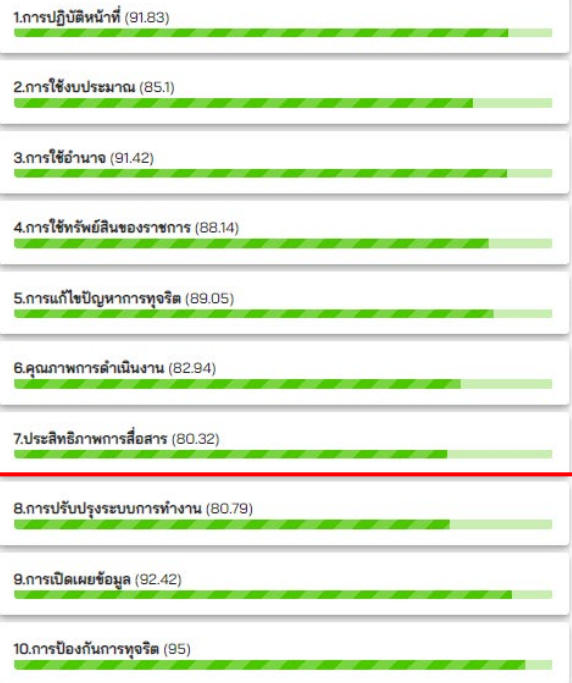 1.การปฏิบัติหน้าที่ (91.83)
2.การใช้งบประมาณ (85.1)
3.การใช้อำนาจ (91.42)
4.การใช้ทรัพย์สินของราชการ (88.14)
5.การแก้ไขปัญหาการทุจริต (89.05)
6.คุณภาพการดำเนินงาน (82.94)
7.ประสิทธิภาพการสื่อสาร (80.32)
8.การปรับปรุงระบบการทำงาน (80.79)
9.การเปิดเผยข้อมูล (92.42)
10.การป้องกันการทุจริต (95)